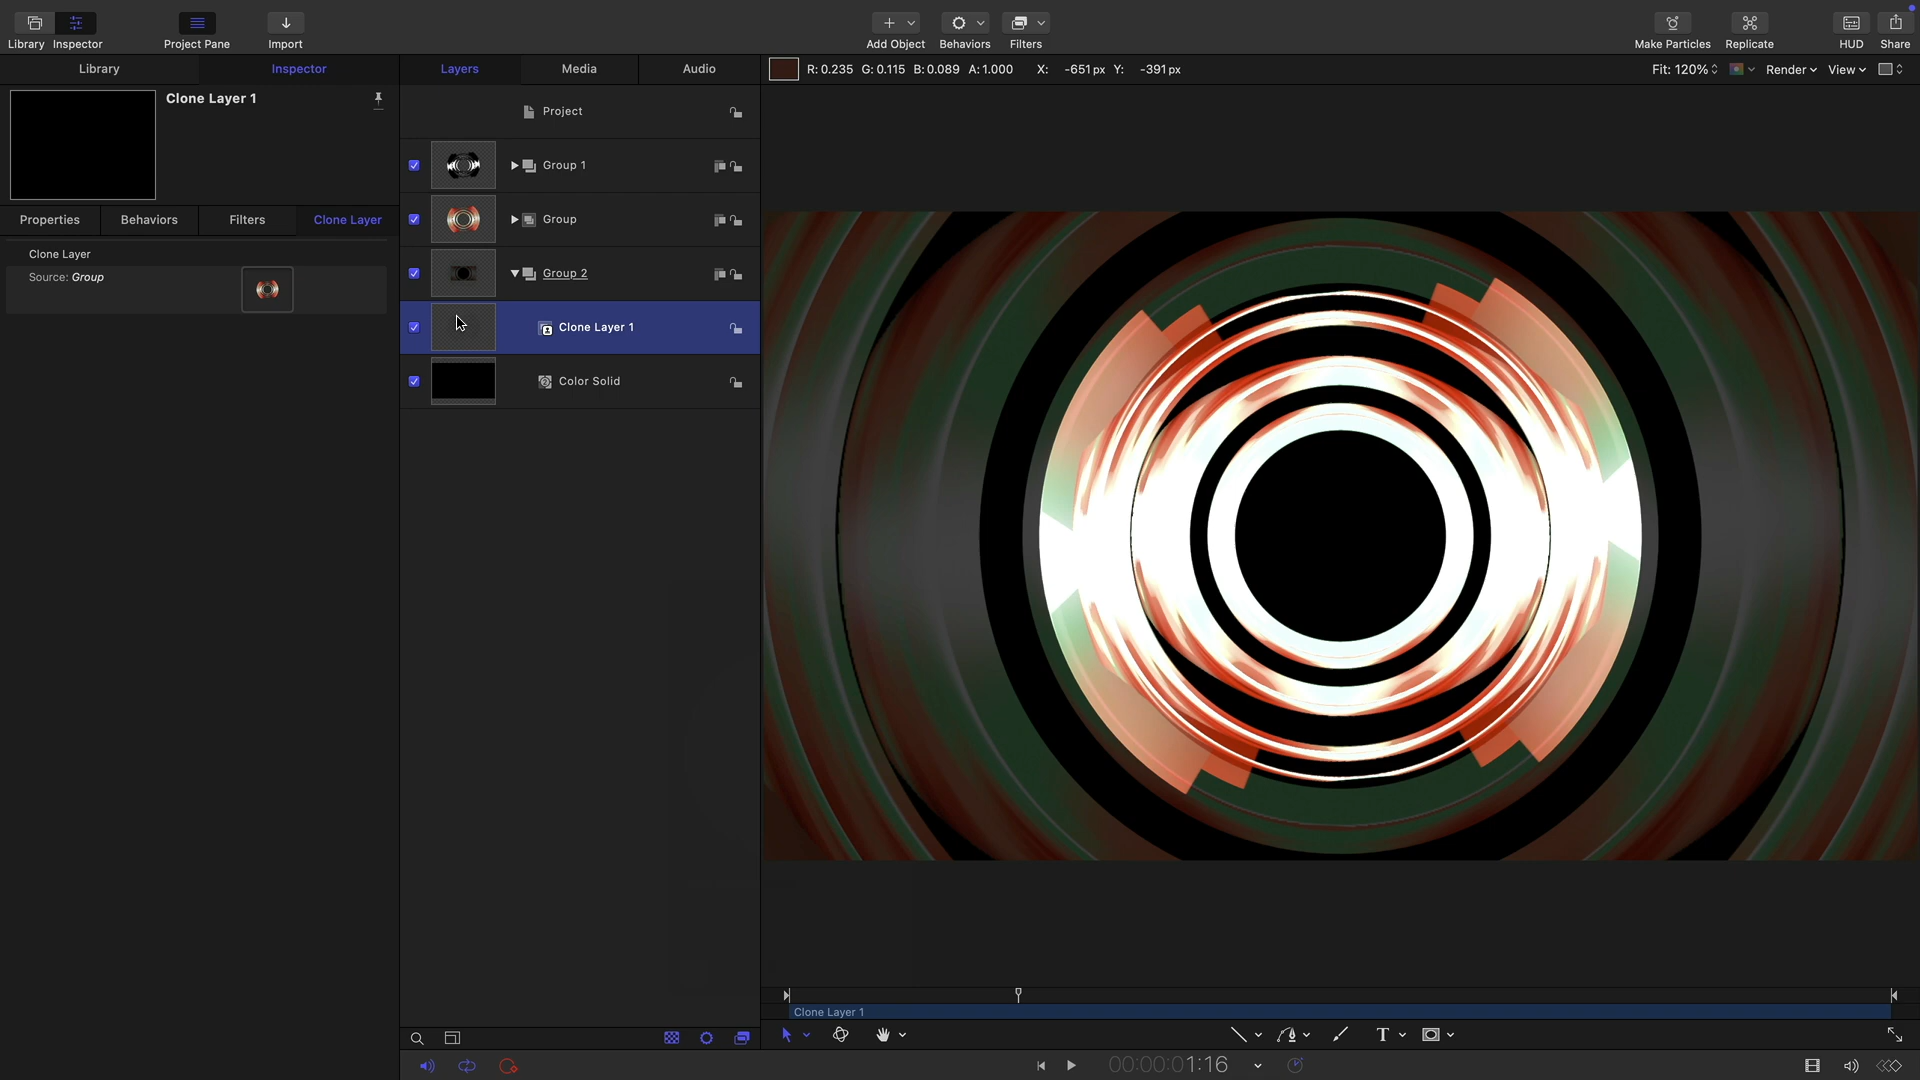 Library Inspector Project Pane Import Add Object Behaviors Filters Make Particles Replicate HUD Share
Library Inspector Layers Media Audio R: 0.235 G: 0.115 B: 0.089 A: 1.000 X: -651 px Y: -391 px Fit: 120% Render View
Clone Layer 1
Project
Group 1
Properties Behaviors Filters Clone Layer
Group
Clone Layer
Source: Group
Group 2
Clone Layer 1
Color Solid
Clone Layer 1
T
00:00:01:16